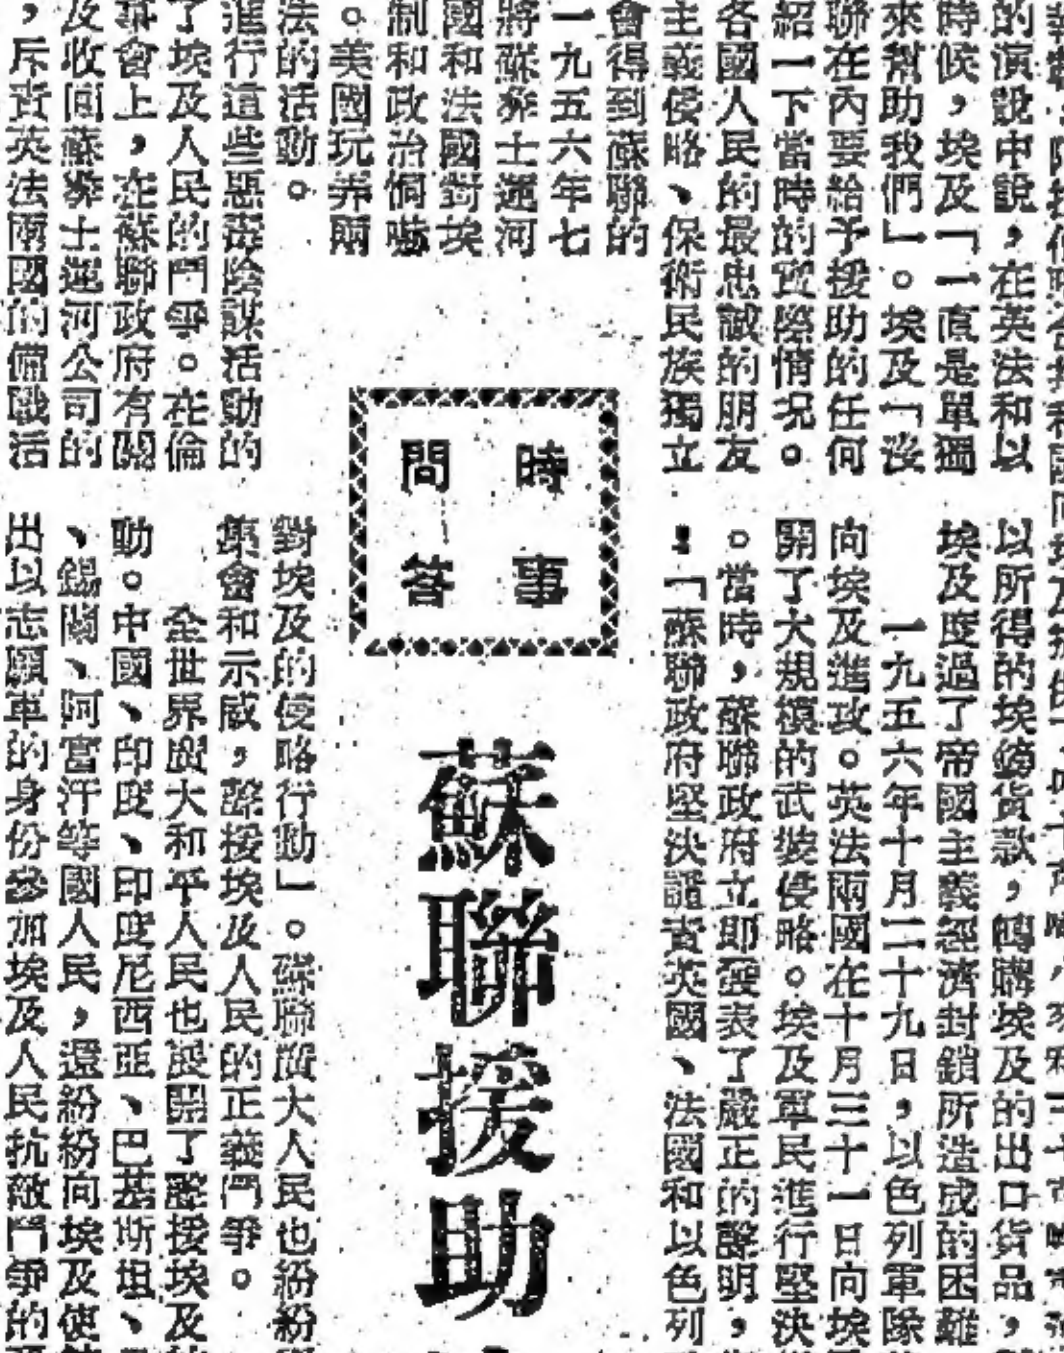 的演說中說,在英法和以
時候,埃及「一直是單獨
來幫助我們」。埃及「沒
聯在內要給予援助的任何
紹一下當時的實際情况。
各國人民的最忠誠的朋友
主義侵略、保衛民族獨立
會得到蘇聯的
一九五六年七
將蘇彝士運河
國和法國對埃
制和政治恫嚇
。美國玩弄兩
法的活動。
進行這些惡毒陰謀活動的
了埃及人民的鬥爭。在倫
事會上,在蘇聯政府有關
及收回蘇彝士運河公司的
,斥責英法兩國的備戰活
時事
問答
蘇聯援助
以所得的埃鎊貨款,轉購埃及的出口貨品,
埃及度過了帝國主義經濟封鎖所造成的困難
一九五六年十月二十九日,以色列軍隊
向埃及進攻。英法兩國在十月三十一日向埃
開了大規模的武裝侵略。埃及軍民進行堅決
。當時,蘇聯政府立即發表了嚴正的聲明,
:「蘇聯政府堅決譴責英國、法國和以色列
對埃及的侵略行動」。蘇聯廣大人民也紛紛
集會和示威,聲援埃及人民的正義鬥爭。
全世界廣大和平人民也展開了聲援埃及
動。中國、印度、印度尼西亞、巴基斯坦、
、錫蘭、阿富汗等國人民,還紛紛向埃及使
出以志願軍的身份參加埃及人民抗敵鬥爭的